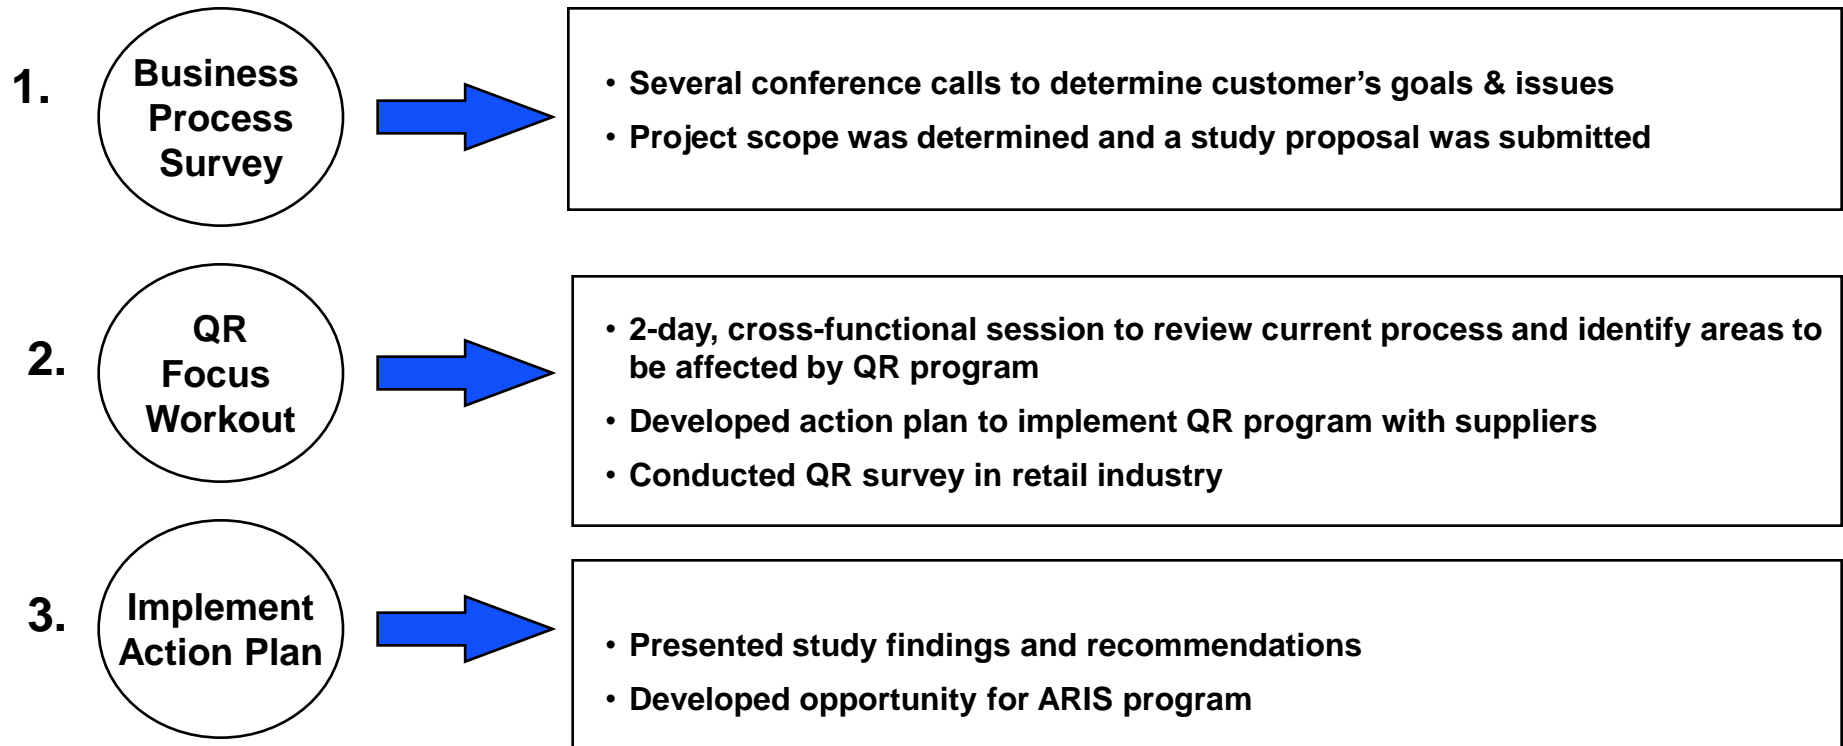 1.
Business
Process
Survey
• Several conference calls to determine customer’s goals & issues
• Project scope was determined and a study proposal was submitted
2.
QR
Focus
Workout
• 2-day, cross-functional session to review current process and identify areas to
be affected by QR program
• Developed action plan to implement QR program with suppliers
• Conducted QR survey in retail industry
3.
Implement
Action Plan
• Presented study findings and recommendations
• Developed opportunity for ARIS program